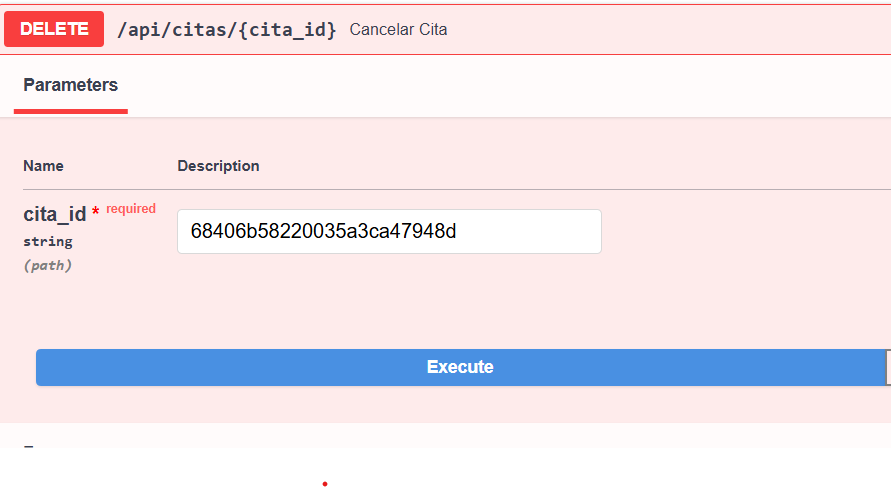 DELETE /api/citas/{cita_id} Cancelar Cita
Parameters
Name Description
cita_id * required
68406b58220035a3ca47948d
string
(path)
Execute